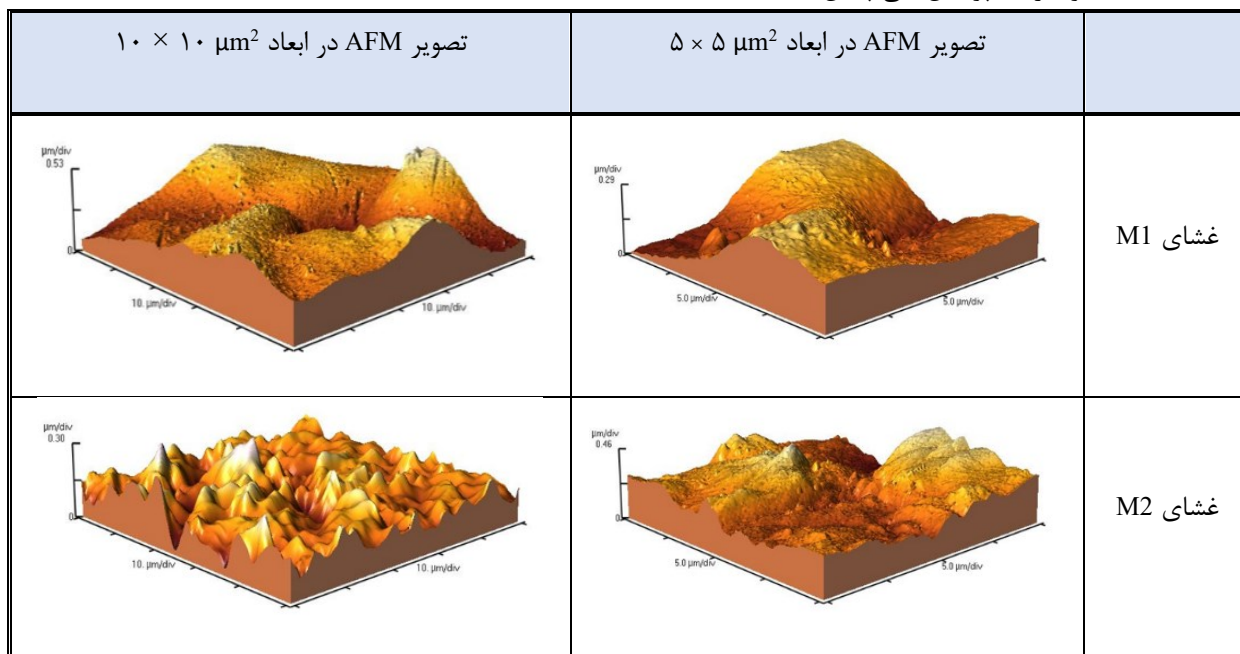 تصویر AFM در ابعاد ۵ × ۵ µm²
تصویر AFM در ابعاد ۱۰ × ۱۰ µm²
غشای M1
µm/div
0.29
0
5.0 µm/div
5.0 µm/div
µm/div
0.53
0
10. µm/div
10. µm/div
غشای M2
µm/div
0.46
0
5.0 µm/div
5.0 µm/div
µm/div
0.30
0
10. µm/div
10. µm/div